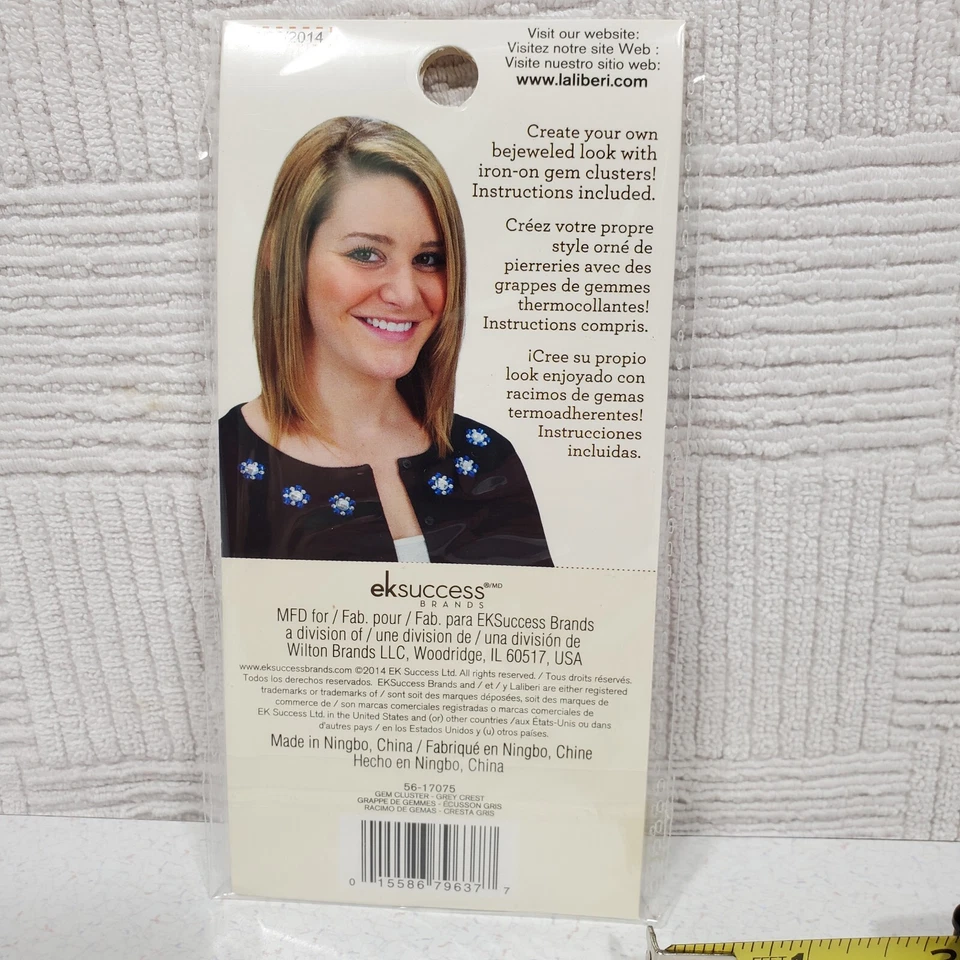 2014
Visit our website:
Visitez notre site Web :
Visite nuestro sitio web:
www.laliberi.com
Create your own
bejeweled look with
iron-on gem clusters!
Instructions included.
Créez votre propre
style orné de
pierreries avec des
grappes de gemmes
thermocollantes!
Instructions compris.
¡Cree su propio
look enjoyado con
racimos de gemas
termoadherentes!
Instrucciones
incluidas.
eksuccess®/MD
BRANDS
MFD for / Fab. pour / Fab. para EKSuccess Brands
a division of / une division de / una división de
Wilton Brands LLC, Woodridge, IL 60517, USA
www.eksuccessbrands.com ©2014 EK Success Ltd. All rights reserved. / Tous droits réservés.
Todos los derechos reservados. EKSuccess Brands and / et / y Laliberi are either registered
trademarks or trademarks of / sont soit des marques déposées, soit des marques de
commerce de / son marcas comerciales registradas o marcas comerciales de
EK Success Ltd. in the United States and (or) other countries /aux États-Unis ou dans
d'autres pays / en los Estados Unidos y (u) otros países.
Made in Ningbo, China / Fabriqué en Ningbo, Chine
Hecho en Ningbo, China
56-17075
GEM CLUSTER - GREY CREST
GRAPPE DE GEMMES - ÉCUSSON GRIS
RACIMO DE GEMAS - CRESTA GRIS
0 15586 79637 7
FEET 1 2